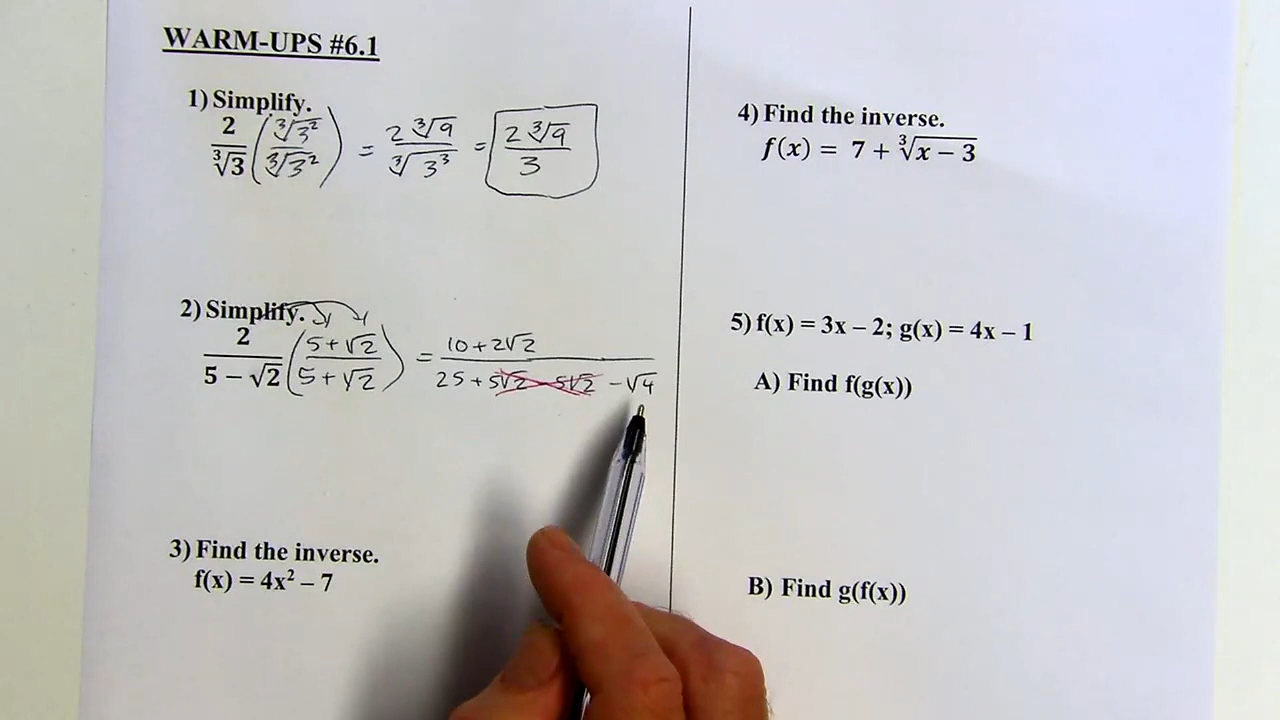 WARM-UPS #6.1
1) Simplify.
2/∛3 (∛3²/∛3²) = 2∛9/∛3³ = 2∛9/3
2) Simplify.
2/(5 − √2) ((5+√2)/(5+√2)) = (10+2√2)/(25+5√2 −5√2 −√4)
3) Find the inverse.
f(x) = 4x² – 7
4) Find the inverse.
f(x) = 7 + ∛(x − 3)
5) f(x) = 3x – 2; g(x) = 4x – 1
A) Find f(g(x))
B) Find g(f(x))